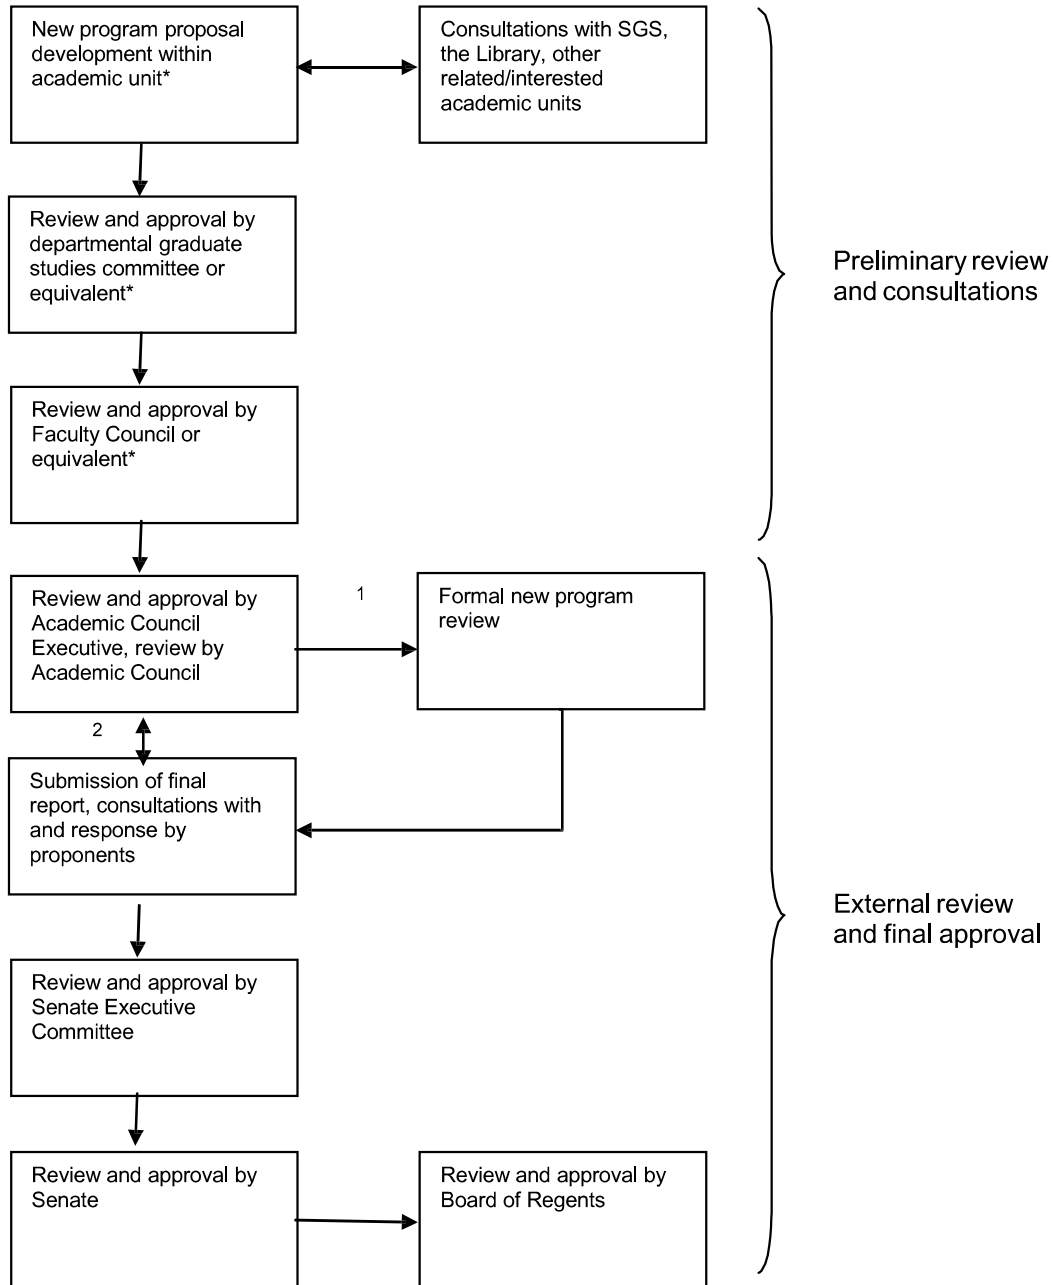 New program proposal
development within
academic unit*
Consultations with SGS,
the Library, other
related/interested
academic units
Review and approval by
departmental graduate
studies committee or
equivalent*
Preliminary review
and consultations
Review and approval by
Faculty Council or
equivalent*
Review and approval by
Academic Council
Executive, review by
Academic Council
1
Formal new program
review
2
Submission of final
report, consultations with
and response by
proponents
External review
and final approval
Review and approval by
Senate Executive
Committee
Review and approval by
Senate
Review and approval by
Board of Regents